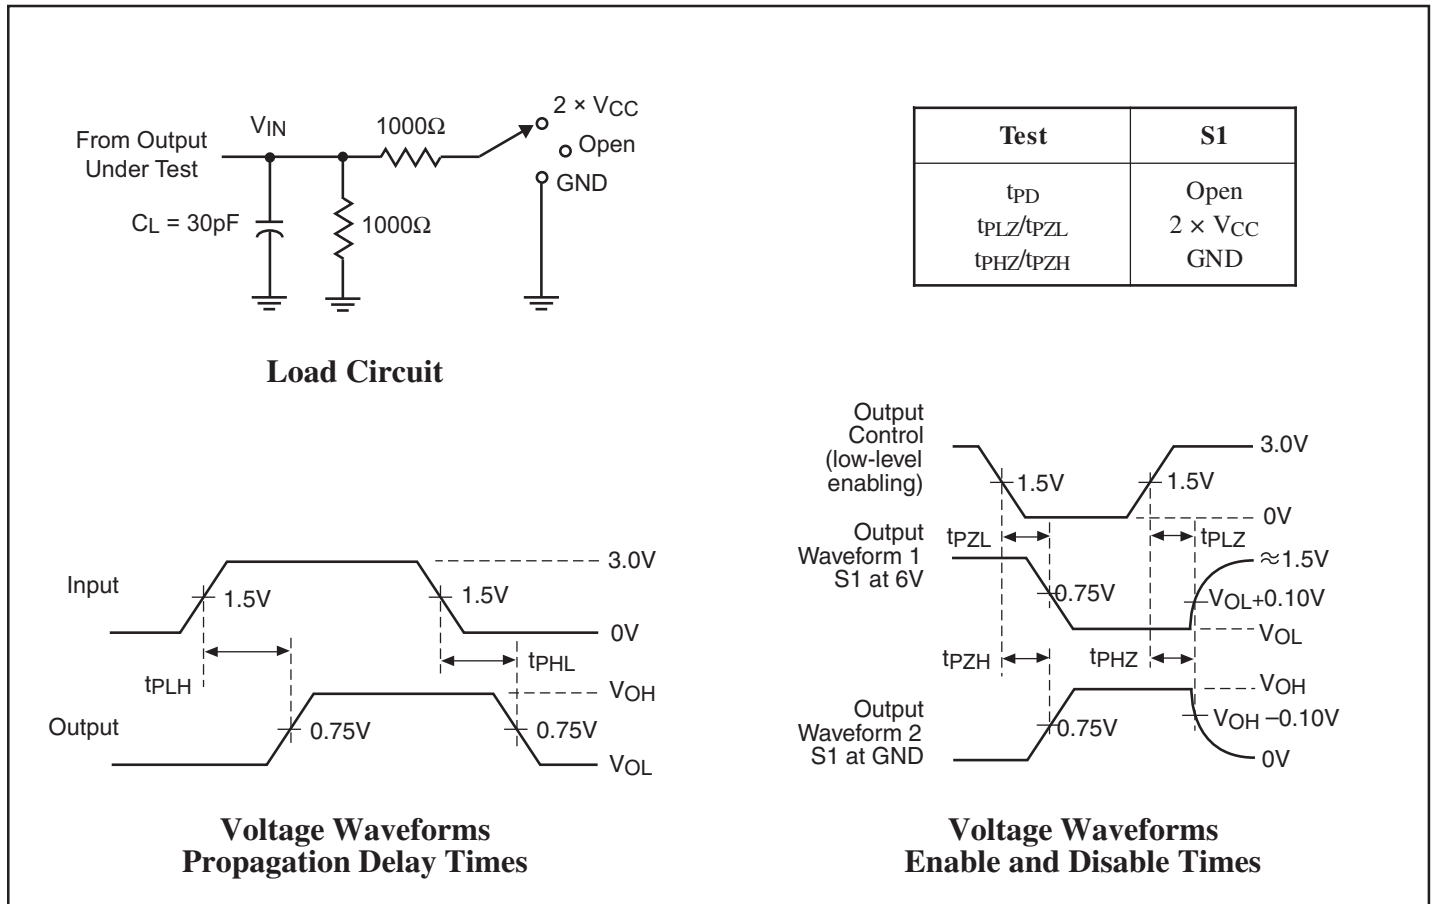 From Output
Under Test
VIN
1000Ω
2 × VCC
Open
GND
CL = 30pF
1000Ω
Load Circuit
Test S1
tPD Open
tPLZ/tPZL 2 × VCC
tPHZ/tPZH GND
Input
1.5V
1.5V
3.0V
0V
tPLH
tPHL
Output
0.75V
0.75V
VOH
VOL
Voltage Waveforms
Propagation Delay Times
Output
Control
(low-level
enabling)
1.5V
1.5V
3.0V
0V
Output
Waveform 1
S1 at 6V
tPZL
tPLZ
0.75V
≈1.5V
VOL+0.10V
VOL
tPZH
tPHZ
Output
Waveform 2
S1 at GND
0.75V
VOH
VOH –0.10V
0V
Voltage Waveforms
Enable and Disable Times